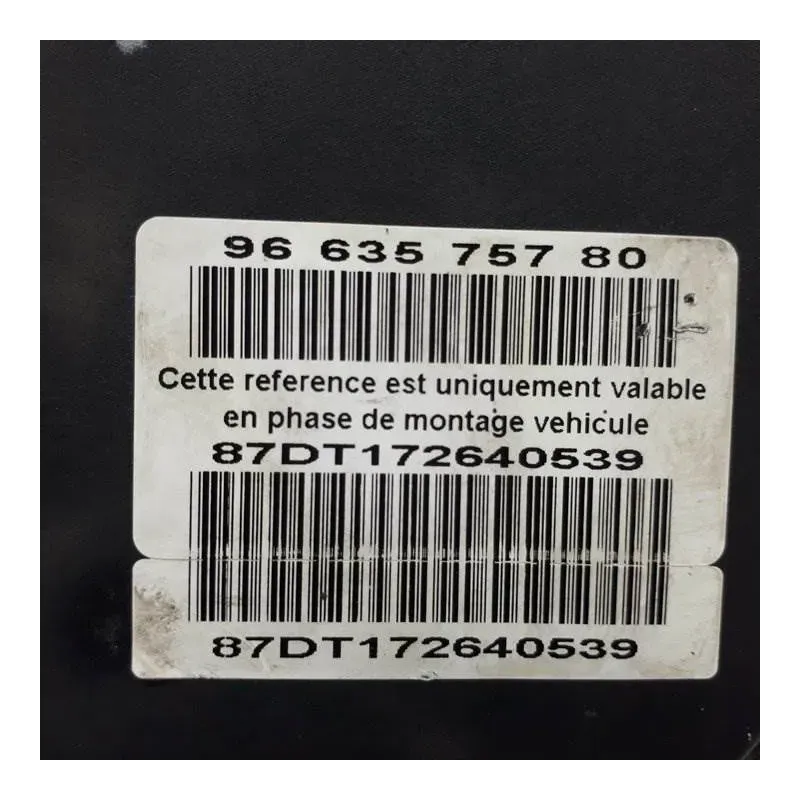 96 635 757 80
Cette reference est uniquement valable
en phase de montage vehicule
87DT172640539
87DT172640539